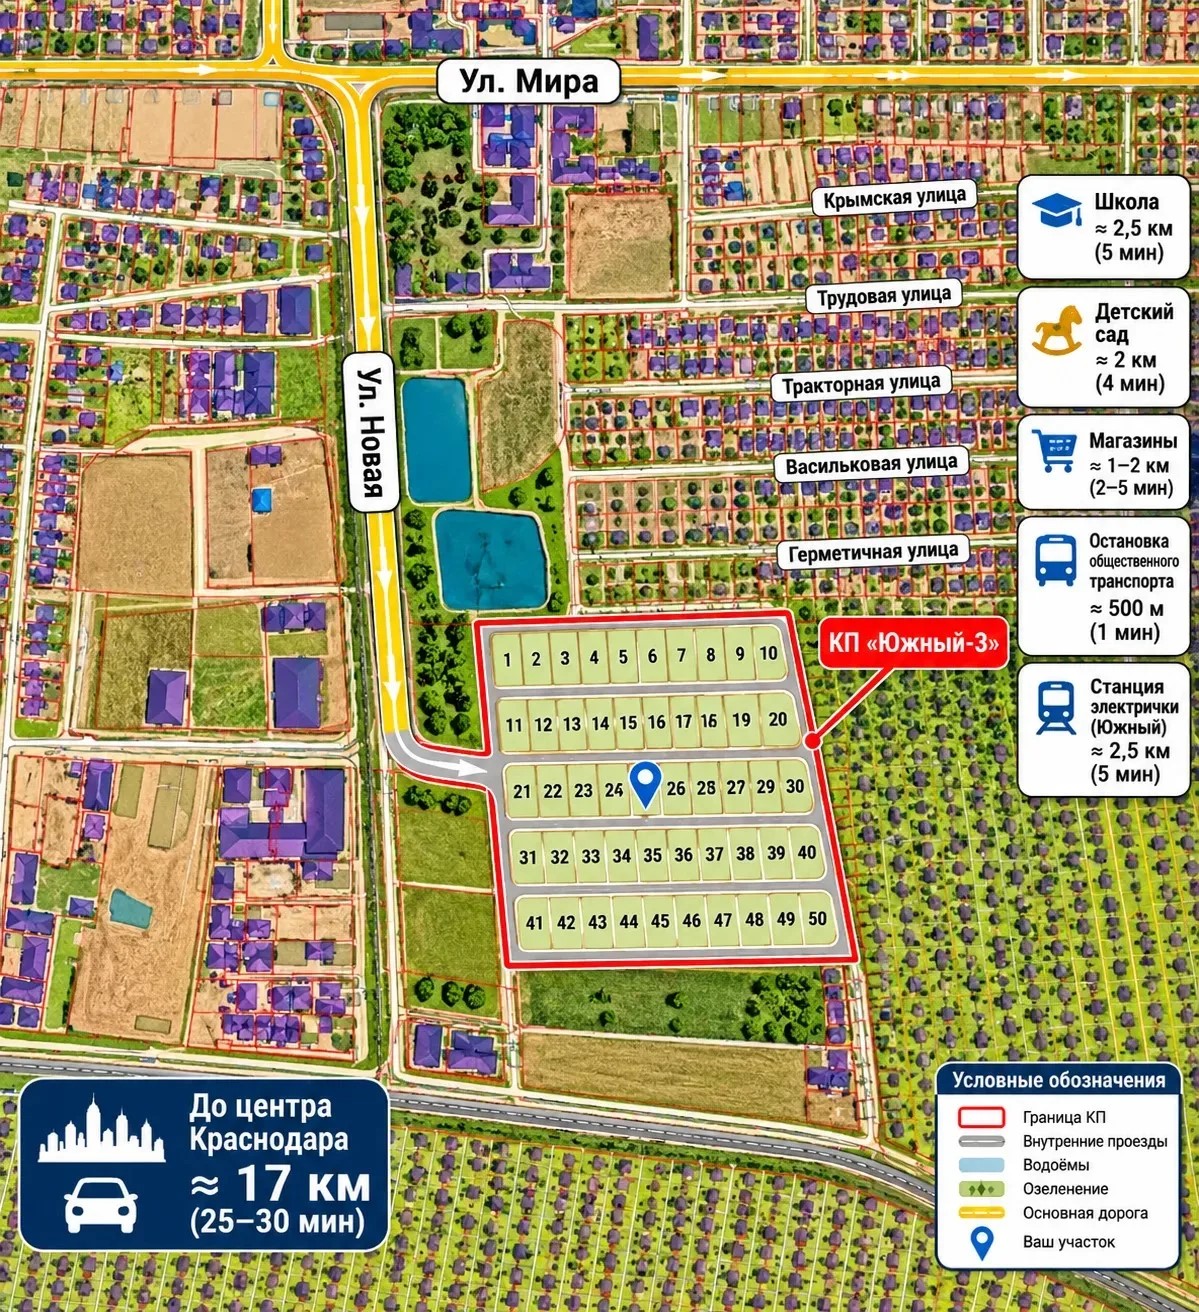 Ул. Мира
Крымская улица
Трудовая улица
Ул. Новая
Тракторная улица
Васильковая улица
Герметичная улица
Школа
≈ 2,5 км
(5 мин)
Детский
сад
≈ 2 км
(4 мин)
Магазины
≈ 1–2 км
(2–5 мин)
Остановка
общественного
транспорта
≈ 500 м
(1 мин)
Станция
электрички
(Южный)
≈ 2,5 км
(5 мин)
КП «Южный-3»
1 2 3 4 5 6 7 8 9 10
11 12 13 14 15 16 17 16 19 20
21 22 23 24 26 28 27 29 30
31 32 33 34 35 36 37 38 39 40
41 42 43 44 45 46 47 48 49 50
До центра
Краснодара
≈ 17 км
(25–30 мин)
Условные обозначения
Граница КП
Внутренние проезды
Водоёмы
Озеленение
Основная дорога
Ваш участок